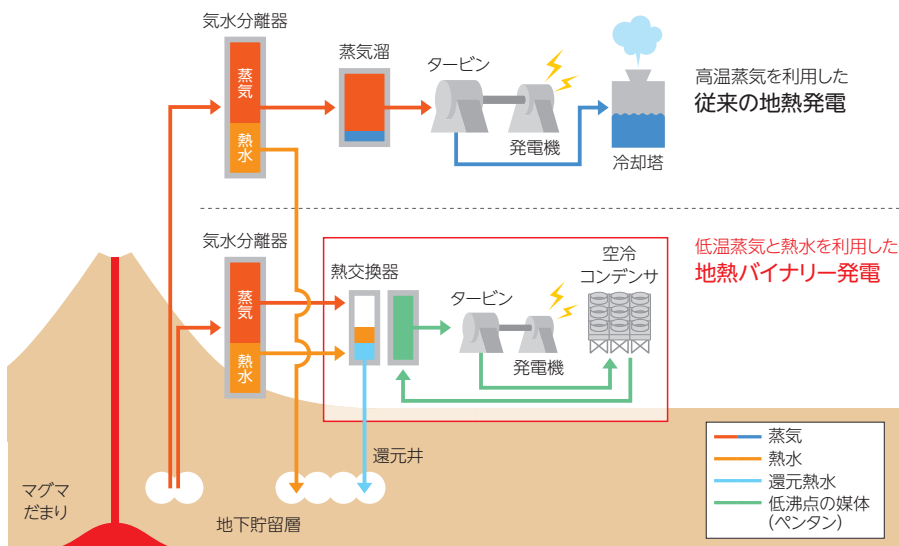 気水分離器
蒸気
熱水
蒸気溜
タービン
発電機
冷却塔
高温蒸気を利用した
従来の地熱発電
気水分離器
蒸気
熱水
熱交換器
タービン
発電機
空冷
コンデンサ
低温蒸気と熱水を利用した
地熱バイナリー発電
還元井
マグマ
だまり
地下貯留層
蒸気
熱水
還元熱水
低沸点の媒体
(ペンタン)